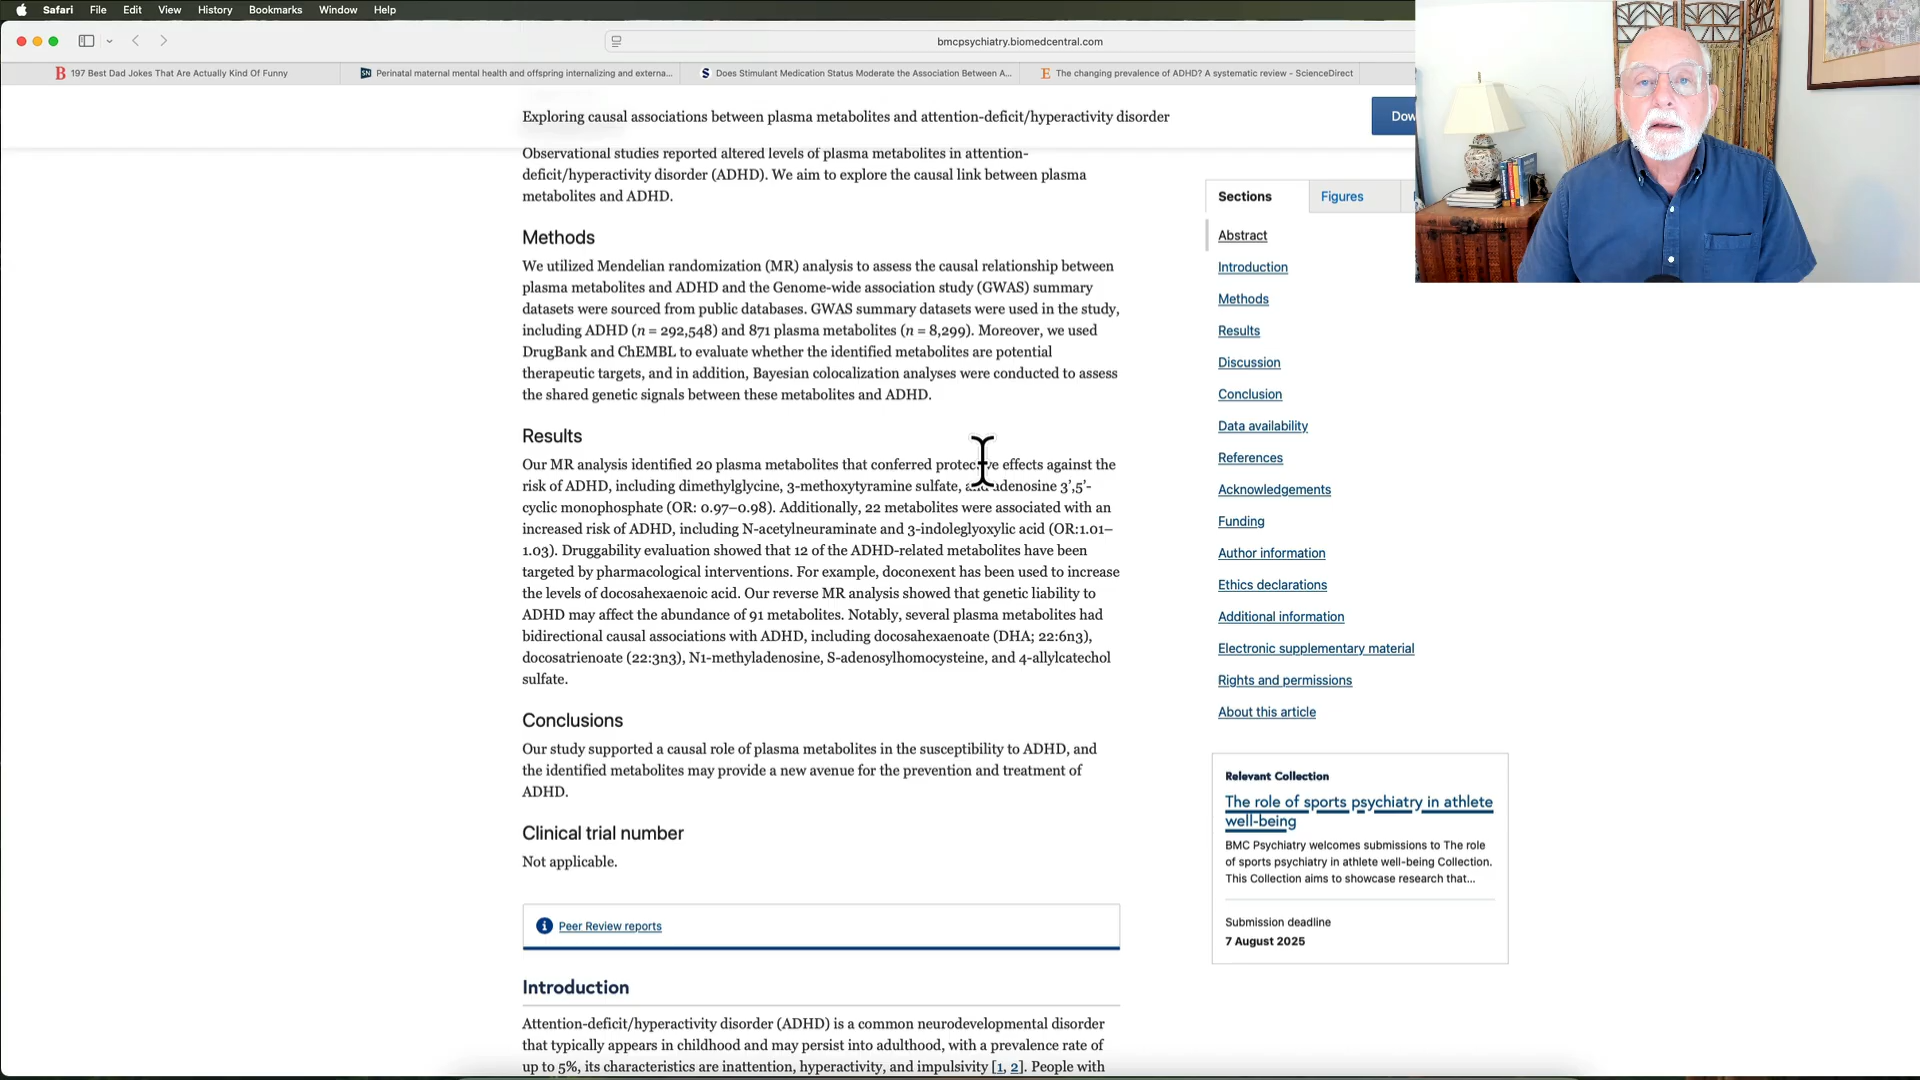 Safari File Edit View History Bookmarks Window Help
bmcpsychiatry.biomedcentral.com
197 Best Dad Jokes That Are Actually Kind Of Funny
Perinatal maternal mental health and offspring internalizing and externa...
Does Stimulant Medication Status Moderate the Association Between A...
The changing prevalence of ADHD? A systematic review - ScienceDirect
Exploring causal associations between plasma metabolites and attention-deficit/hyperactivity disorder
Dow
Observational studies reported altered levels of plasma metabolites in attention-
deficit/hyperactivity disorder (ADHD). We aim to explore the causal link between plasma
metabolites and ADHD.
Methods
We utilized Mendelian randomization (MR) analysis to assess the causal relationship between
plasma metabolites and ADHD and the Genome-wide association study (GWAS) summary
datasets were sourced from public databases. GWAS summary datasets were used in the study,
including ADHD (n = 292,548) and 871 plasma metabolites (n = 8,299). Moreover, we used
DrugBank and ChEMBL to evaluate whether the identified metabolites are potential
therapeutic targets, and in addition, Bayesian colocalization analyses were conducted to assess
the shared genetic signals between these metabolites and ADHD.
Results
Our MR analysis identified 20 plasma metabolites that conferred protective effects against the
risk of ADHD, including dimethylglycine, 3-methoxytyramine sulfate, and adenosine 3’,5’-
cyclic monophosphate (OR: 0.97–0.98). Additionally, 22 metabolites were associated with an
increased risk of ADHD, including N-acetylneuraminate and 3-indoleglyoxylic acid (OR:1.01–
1.03). Druggability evaluation showed that 12 of the ADHD-related metabolites have been
targeted by pharmacological interventions. For example, doconexent has been used to increase
the levels of docosahexaenoic acid. Our reverse MR analysis showed that genetic liability to
ADHD may affect the abundance of 91 metabolites. Notably, several plasma metabolites had
bidirectional causal associations with ADHD, including docosahexaenoate (DHA; 22:6n3),
docosatrienoate (22:3n3), N1-methyladenosine, S-adenosylhomocysteine, and 4-allylcatechol
sulfate.
Conclusions
Our study supported a causal role of plasma metabolites in the susceptibility to ADHD, and
the identified metabolites may provide a new avenue for the prevention and treatment of
ADHD.
Clinical trial number
Not applicable.
Peer Review reports
Introduction
Attention-deficit/hyperactivity disorder (ADHD) is a common neurodevelopmental disorder
that typically appears in childhood and may persist into adulthood, with a prevalence rate of
up to 5%, its characteristics are inattention, hyperactivity, and impulsivity [1, 2]. People with
Sections Figures
Abstract
Introduction
Methods
Results
Discussion
Conclusion
Data availability
References
Acknowledgements
Funding
Author information
Ethics declarations
Additional information
Electronic supplementary material
Rights and permissions
About this article
Relevant Collection
The role of sports psychiatry in athlete
well-being
BMC Psychiatry welcomes submissions to The role
of sports psychiatry in athlete well-being Collection.
This Collection aims to showcase research that...
Submission deadline
7 August 2025